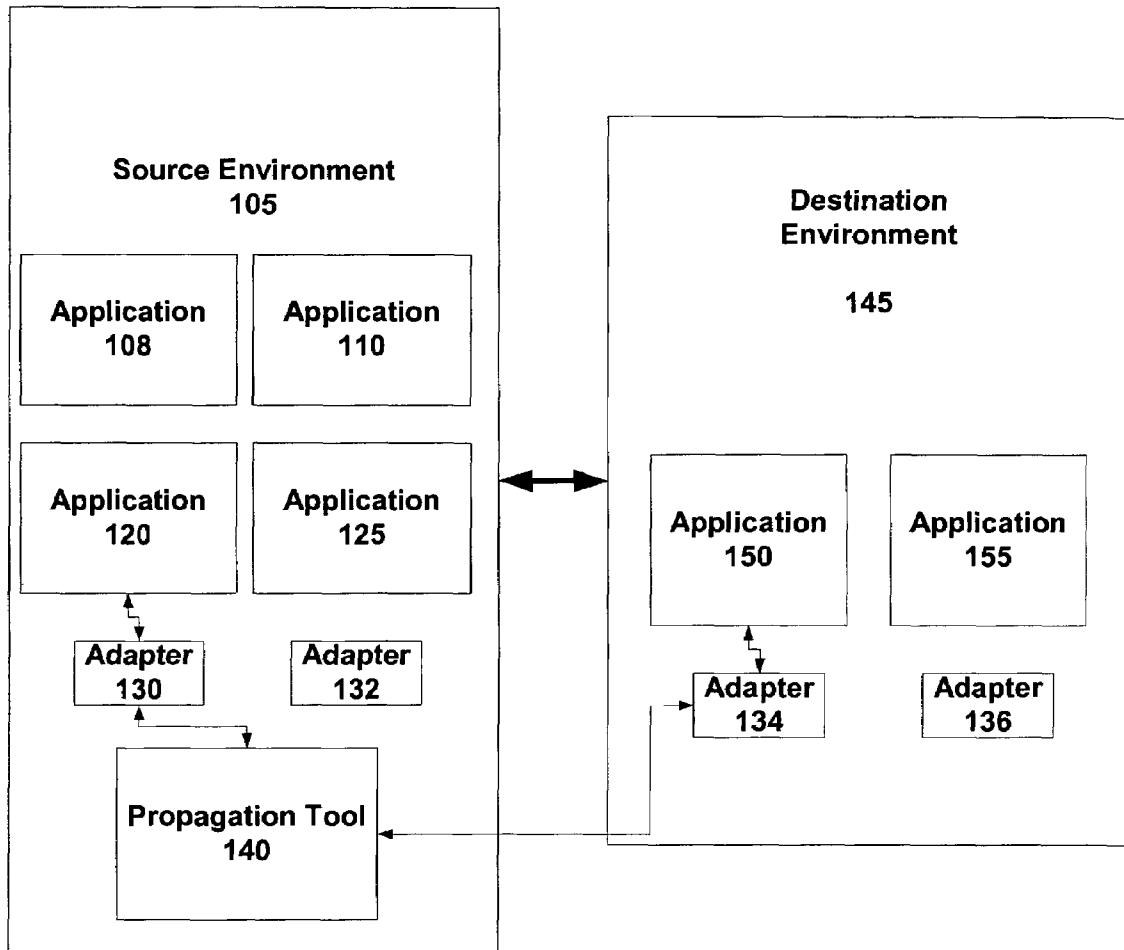 Source Environment
105
Application
108
Application
110
Application
120
Application
125
Adapter
130
Adapter
132
Propagation Tool
140
Destination
Environment
145
Application
150
Application
155
Adapter
134
Adapter
136